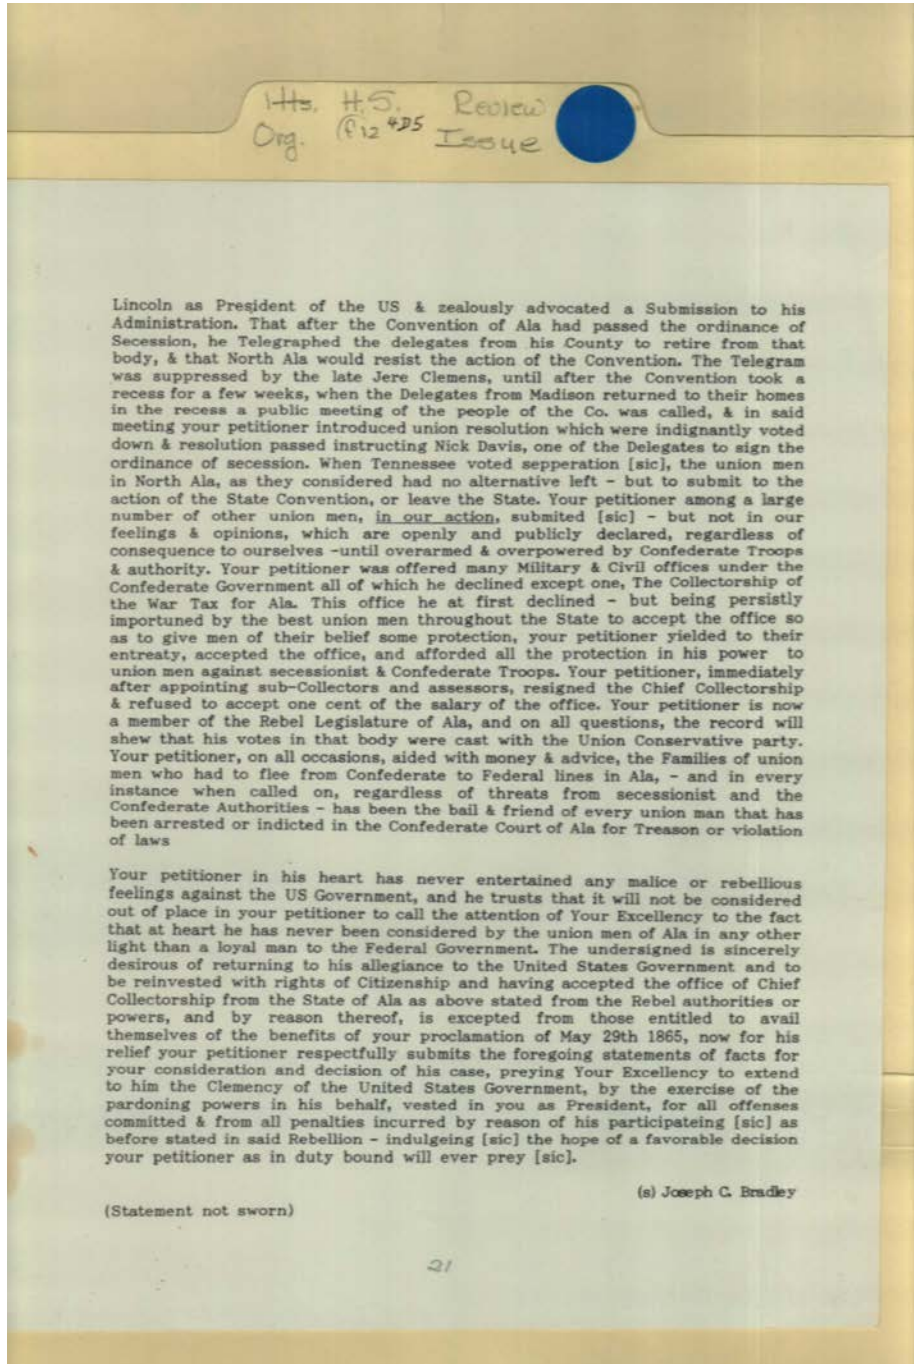 Hts. H.S. Review
Org. (P.12 4D5 Issue
Lincoln as President of the US & zealously advocated a Submission to his
Administration. That after the Convention of Ala had passed the ordinance of
Secession, he Telegraphed the delegates from his County to retire from that
body, & that North Ala would resist the action of the Convention. The Telegram
was suppressed by the late Jere Clemens, until after the Convention took a
recess for a few weeks, when the Delegates from Madison returned to their homes
in the recess a public meeting of the people of the Co. was called, & in said
meeting your petitioner introduced union resolution which were indignantly voted
down & resolution passed instructing Nick Davis, one of the Delegates to sign the
ordinance of secession. When Tennessee voted sepperation [sic], the union men
in North Ala, as they considered had no alternative left - but to submit to the
action of the State Convention, or leave the State. Your petitioner among a large
number of other union men, in our action, submited [sic] - but not in our
feelings & opinions, which are openly and publicly declared, regardless of
consequence to ourselves -until overarmed & overpowered by Confederate Troops
& authority. Your petitioner was offered many Military & Civil offices under the
Confederate Government all of which he declined except one, The Collectorship of
the War Tax for Ala. This office he at first declined - but being persistly
importuned by the best union men throughout the State to accept the office so
as to give men of their belief some protection, your petitioner yielded to their
entreaty, accepted the office, and afforded all the protection in his power to
union men against secessionist & Confederate Troops. Your petitioner, immediately
after appointing sub-Collectors and assessors, resigned the Chief Collectorship
& refused to accept one cent of the salary of the office. Your petitioner is now
a member of the Rebel Legislature of Ala, and on all questions, the record will
shew that his votes in that body were cast with the Union Conservative party.
Your petitioner, on all occasions, aided with money & advice, the Families of union
men who had to flee from Confederate to Federal lines in Ala, - and in every
instance when called on, regardless of threats from secessionist and the
Confederate Authorities - has been the bail & friend of every union man that has
been arrested or indicted in the Confederate Court of Ala for Treason or violation
of laws
Your petitioner in his heart has never entertained any malice or rebellious
feelings against the US Government, and he trusts that it will not be considered
out of place in your petitioner to call the attention of Your Excellency to the fact
that at heart he has never been considered by the union men of Ala in any other
light than a loyal man to the Federal Government. The undersigned is sincerely
desirous of returning to his allegiance to the United States Government and to
be reinvested with rights of Citizenship and having accepted the office of Chief
Collectorship from the State of Ala as above stated from the Rebel authorities or
powers, and by reason thereof, is excepted from those entitled to avail
themselves of the benefits of your proclamation of May 29th 1865, now for his
relief your petitioner respectfully submits the foregoing statements of facts for
your consideration and decision of his case, preying Your Excellency to extend
to him the Clemency of the United States Government, by the exercise of the
pardoning powers in his behalf, vested in you as President, for all offenses
committed & from all penalties incurred by reason of his participateing [sic] as
before stated in said Rebellion - indulgeing [sic] the hope of a favorable decision
your petitioner as in duty bound will ever prey [sic].
(s) Joseph C. Bradley
(Statement not sworn)
21